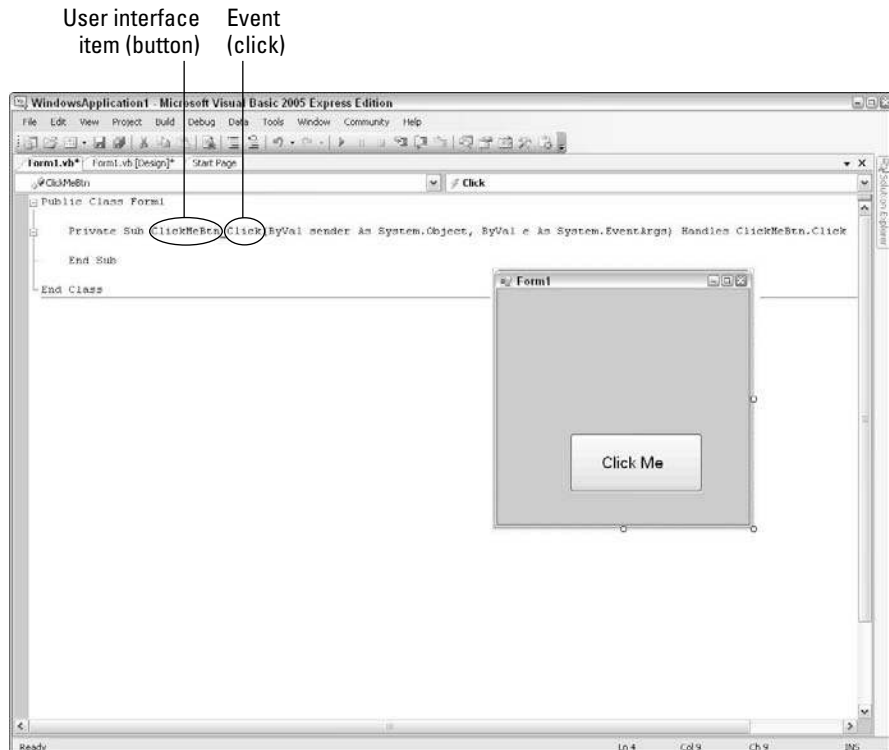 User interface item (button)
Event (click)
WindowsApplication1 - Microsoft Visual Basic 2005 Express Edition
File Edit View Project Build Debug Data Tools Window Community Help
Form1.vb* Form1.vb [Design]* Start Page
ClickMeBtn Click
Solution Explorer
Public Class Form1
Private Sub ClickMeBtn_Click(ByVal sender As System.Object, ByVal e As System.EventArgs) Handles ClickMeBtn.Click
End Sub
End Class
Form1
Click Me
Ready Ln 4 Col 9 Ch 9 INS